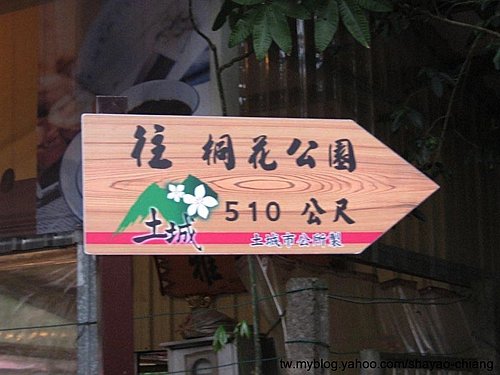 往 桐花公園
510 公尺
土城
土城市公所製
tw.myblog.yahoo.com/shayao-chiang